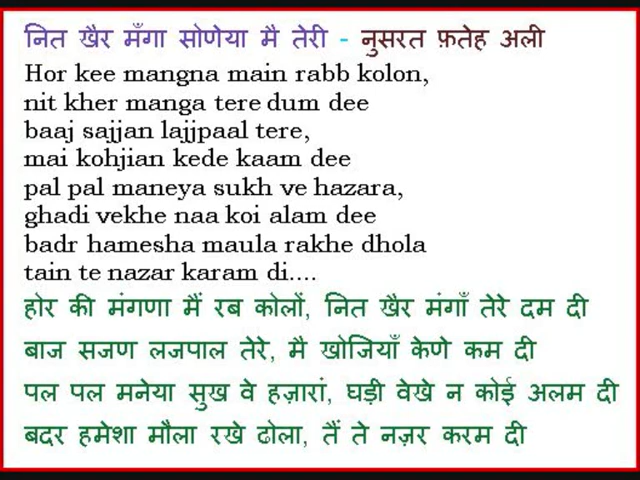 नित खैर मँगा सोणेया मै तेरी - नुसरत फ़तेह अली
Hor kee mangna main rabb kolon,
nit kher manga tere dum dee
baaj sajjan lajjpaal tere,
mai kohjian kede kaam dee
pal pal maneya sukh ve hazara,
ghadi vekhe naa koi alam dee
badr hamesha maula rakhe dhola
tain te nazar karam di....
होर की मंगणा मैं रब कोलों, नित खैर मंगाँ तेरे दम दी
बाज सजण लजपाल तेरे, मै खोजियाँ केणे कम दी
पल पल मनेया सुख वे हज़ारां, घड़ी वेखे न कोई अलम दी
बदर हमेशा मौला रखे ढोला, तैं ते नज़र करम दी